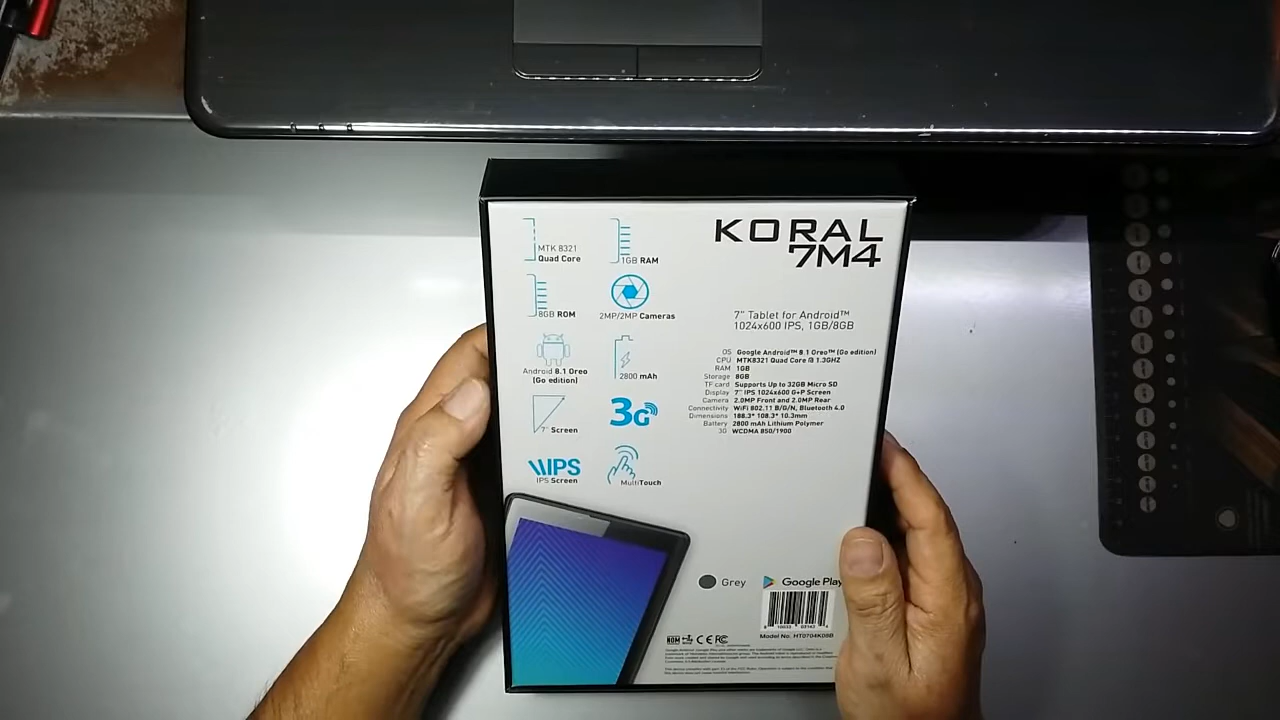 KORAL
7M4
MTK 8321
Quad Core
1GB RAM
8GB ROM
2MP/2MP Cameras
Android 8.1 Oreo
(Go edition)
2800 mAh
7" Screen
3G
IPS
IPS Screen
MultiTouch
7" Tablet for Android™
1024x600 IPS, 1GB/8GB
OS Google Android™ 8.1 Oreo™ (Go edition)
CPU MTK8321 Quad Core @ 1.3GHZ
RAM 1GB
Storage 8GB
TF card Supports Up to 32GB Micro SD
Display 7" IPS 1024x600 G+P Screen
Camera 2.0MP Front and 2.0MP Rear
Connectivity WiFi 802.11 B/G/N, Bluetooth 4.0
Dimensions 188.3* 108.3* 10.3mm
Battery 2800 mAh Lithium Polymer
3G WCDMA 850/1900
Grey
Google Play
NOM CE FC
Model No: HT0704K08B